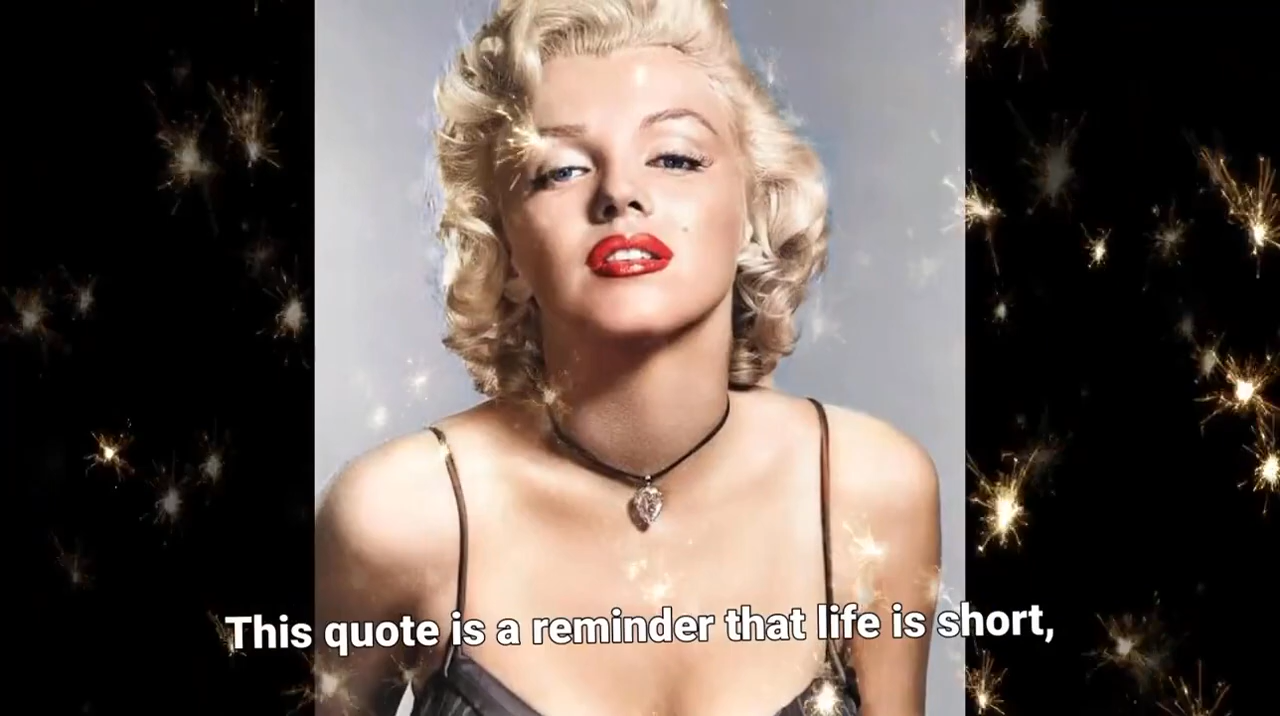 This quote is a reminder that life is short,